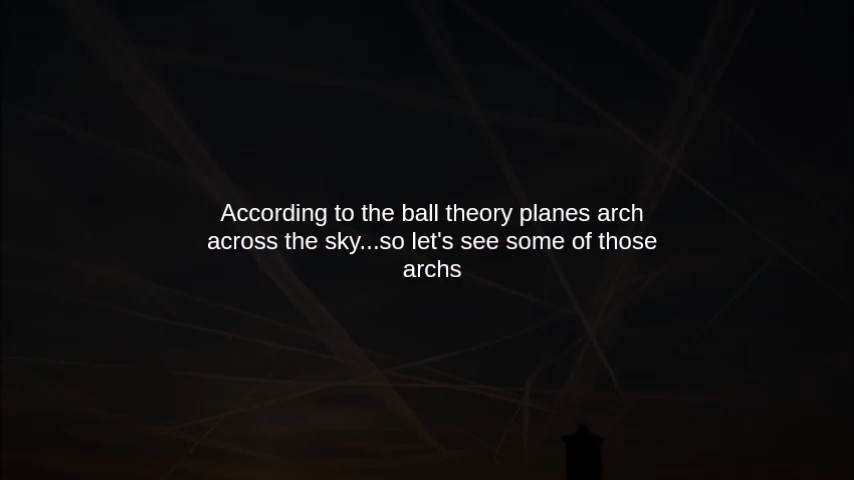 According to the ball theory planes arch
across the sky...so let's see some of those
archs